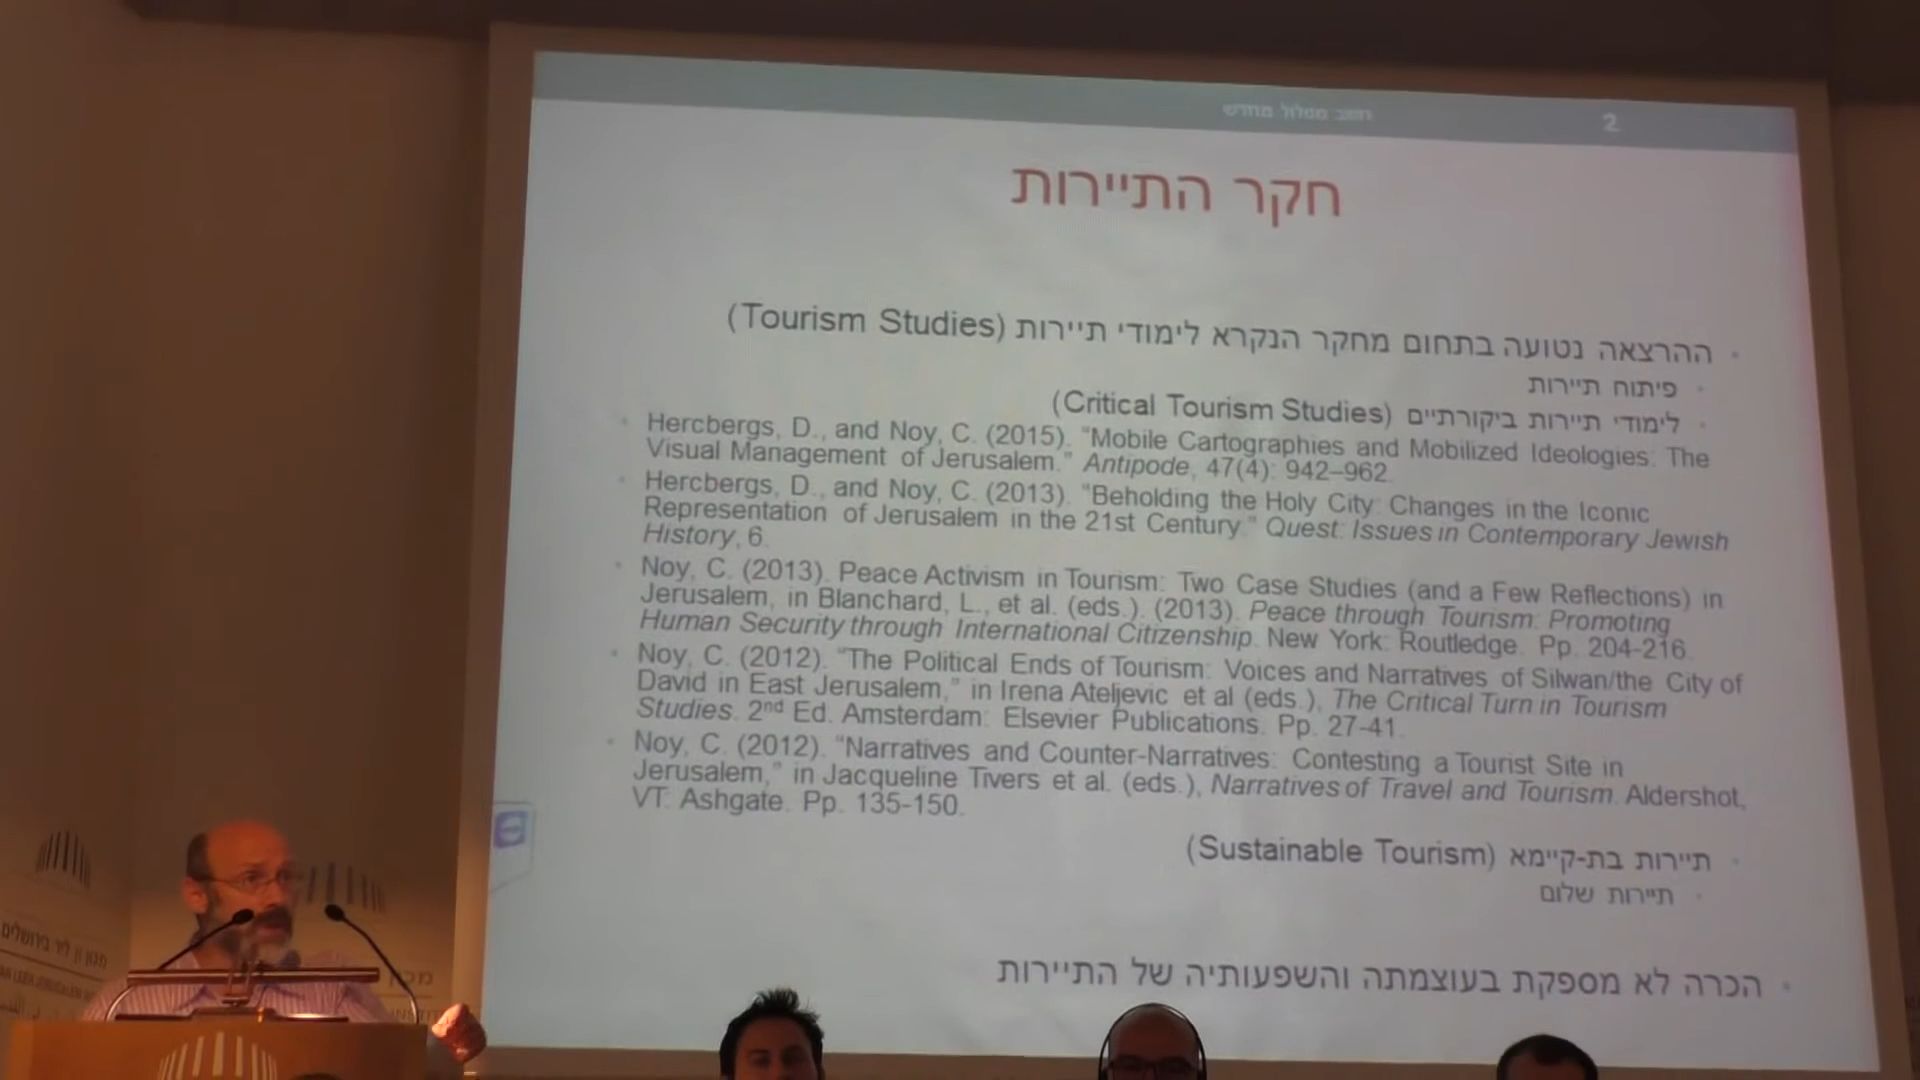 חשב מסלול מחדש
2
חקר התיירות
ההרצאה נטועה בתחום מחקר הנקרא לימודי תיירות (Tourism Studies)
פיתוח תיירות
לימודי תיירות ביקורתיים (Critical Tourism Studies)
Hercbergs, D., and Noy, C. (2015). “Mobile Cartographies and Mobilized Ideologies: The
Visual Management of Jerusalem.” Antipode, 47(4): 942–962.
Hercbergs, D., and Noy, C. (2013). “Beholding the Holy City: Changes in the Iconic
Representation of Jerusalem in the 21st Century.” Quest: Issues in Contemporary Jewish
History, 6.
Noy, C. (2013). Peace Activism in Tourism: Two Case Studies (and a Few Reflections) in
Jerusalem, in Blanchard, L., et al. (eds.). (2013). Peace through Tourism: Promoting
Human Security through International Citizenship. New York: Routledge. Pp. 204-216.
Noy, C. (2012). “The Political Ends of Tourism: Voices and Narratives of Silwan/the City of
David in East Jerusalem,” in Irena Ateljevic et al (eds.), The Critical Turn in Tourism
Studies. 2nd Ed. Amsterdam: Elsevier Publications. Pp. 27-41.
Noy, C. (2012). “Narratives and Counter-Narratives: Contesting a Tourist Site in
Jerusalem,” in Jacqueline Tivers et al. (eds.), Narratives of Travel and Tourism. Aldershot,
VT: Ashgate. Pp. 135-150.
תיירות בת-קיימא (Sustainable Tourism)
תיירות שלום
הכרה לא מספקת בעוצמתה והשפעותיה של התיירות
מכון ון ליר בירושלים
מכון